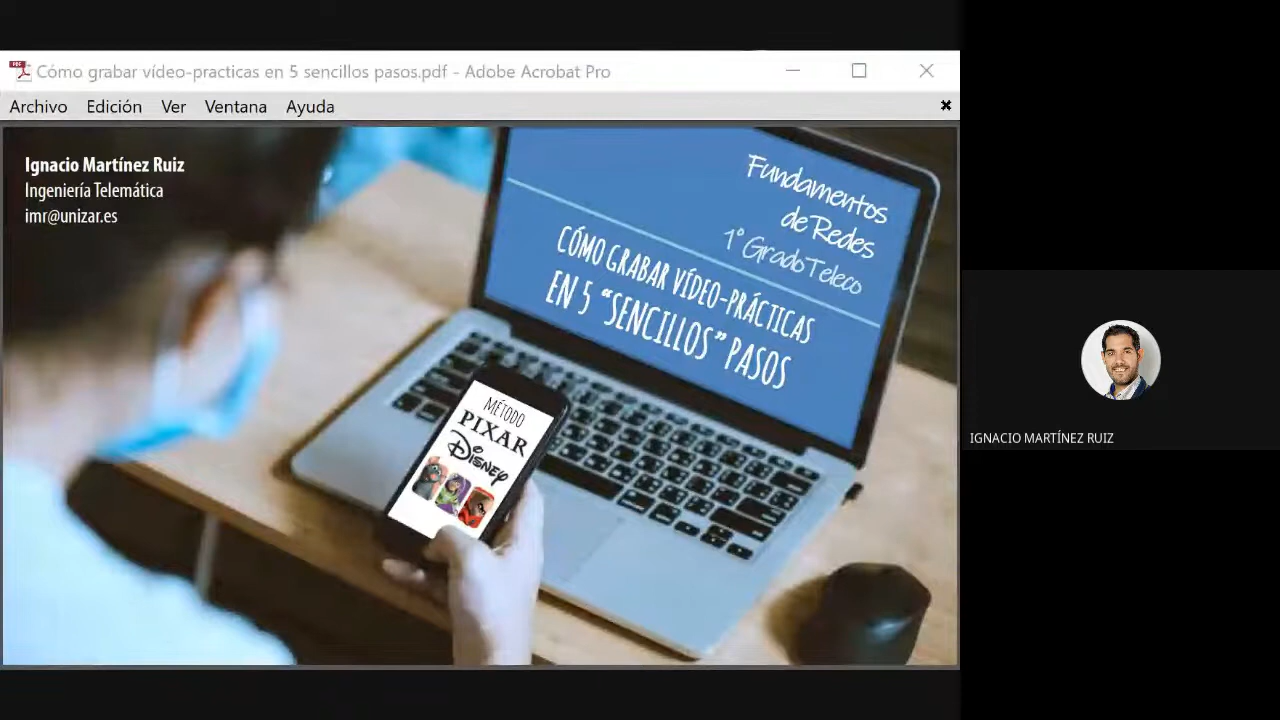 Cómo grabar vídeo-practicas en 5 sencillos pasos.pdf - Adobe Acrobat Pro
Archivo Edición Ver Ventana Ayuda
Ignacio Martínez Ruiz
Ingeniería Telemática
imr@unizar.es
Fundamentos
de Redes
1º Grado Teleco
CÓMO GRABAR VÍDEO-PRÁCTICAS
EN 5 “SENCILLOS” PASOS
MÉTODO
PIXAR
Disney
IGNACIO MARTÍNEZ RUIZ